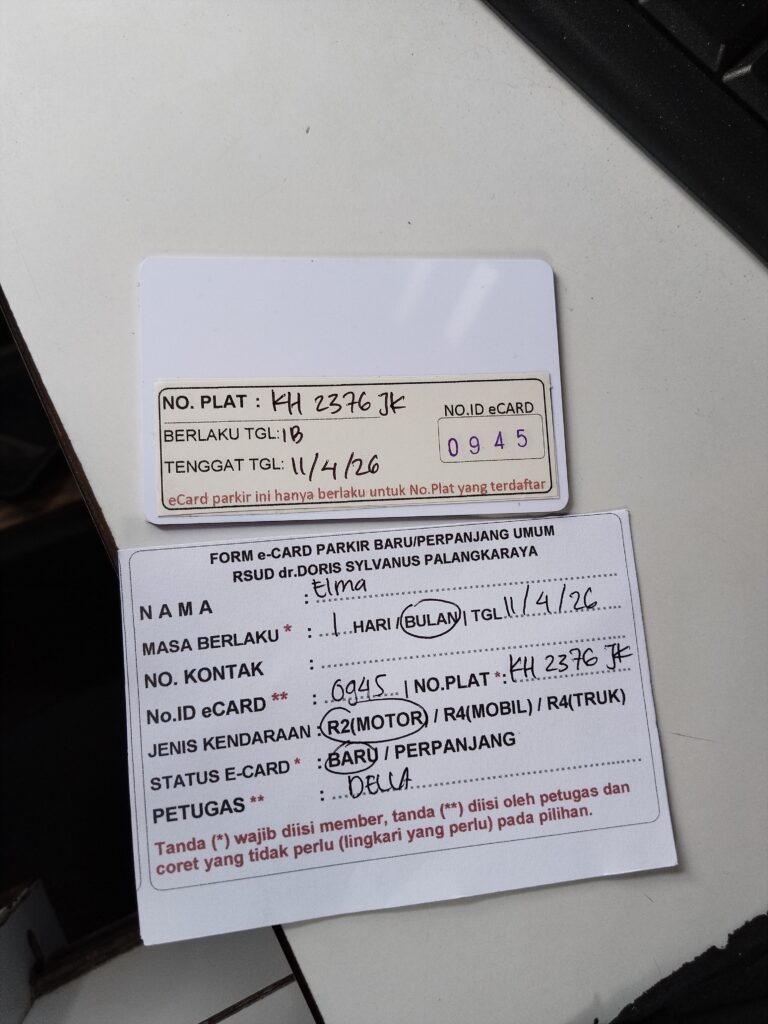 NO. PLAT : KH 2376 JK
NO.ID eCARD
BERLAKU TGL: 1B
0945
TENGGAT TGL: 11/4/26
eCard parkir ini hanya berlaku untuk No.Plat yang terdaftar
FORM e-CARD PARKIR BARU/PERPANJANG UMUM
RSUD dr.DORIS SYLVANUS PALANGKARAYA
NAMA : Elma
MASA BERLAKU * : 1 HARI / BULAN | TGL 11/4/26
NO. KONTAK :
No.ID eCARD ** : 0945 | NO.PLAT *: KH 2376 JK
JENIS KENDARAAN : R2(MOTOR) / R4(MOBIL) / R4(TRUK)
STATUS E-CARD * : BARU / PERPANJANG
PETUGAS ** : DELLA
Tanda (*) wajib diisi member, tanda (**) diisi oleh petugas dan
coret yang tidak perlu (lingkari yang perlu) pada pilihan.